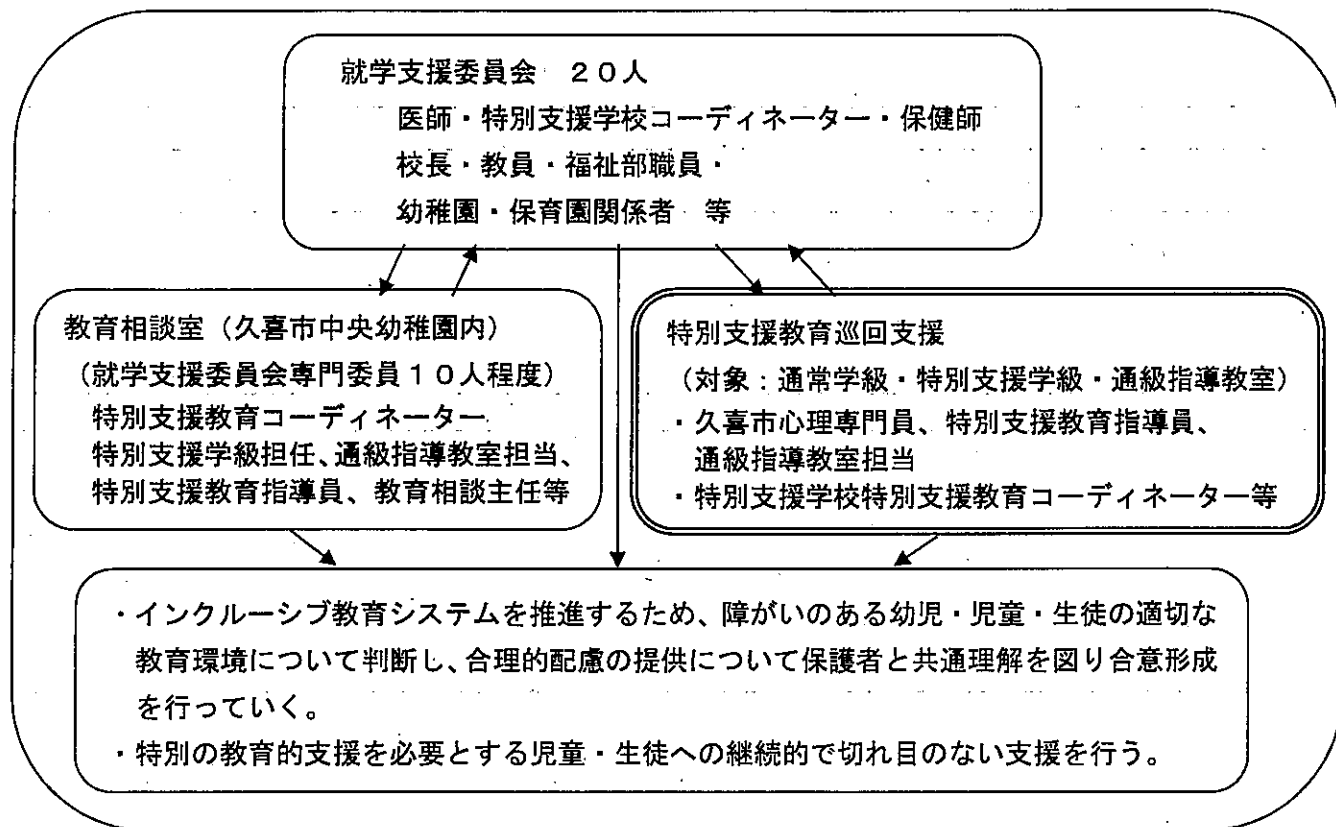 就学支援委員会　２０人
医師・特別支援学校コーディネーター・保健師
校長・教員・福祉部職員・
幼稚園・保育園関係者　等
教育相談室（久喜市中央幼稚園内）
（就学支援委員会専門委員１０人程度）
特別支援教育コーディネーター
特別支援学級担任、通級指導教室担当、
特別支援教育指導員、教育相談主任等
特別支援教育巡回支援
（対象：通常学級・特別支援学級・通級指導教室）
・久喜市心理専門員、特別支援教育指導員、
通級指導教室担当
・特別支援学校特別支援教育コーディネーター等
・インクルーシブ教育システムを推進するため、障がいのある幼児・児童・生徒の適切な
教育環境について判断し、合理的配慮の提供について保護者と共通理解を図り合意形成
を行っていく。
・特別の教育的支援を必要とする児童・生徒への継続的で切れ目のない支援を行う。